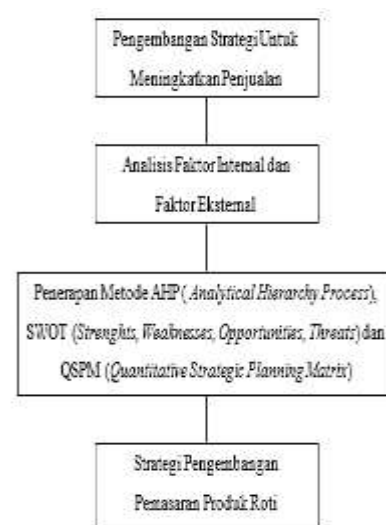 Pengembangan Strategi Untuk
Meningkatkan Penjualan
Analisis Faktor Internal dan
Faktor Eksternal
Penerapan Metode AHP ( Analytical Hierarchy Process),
SWOT (Strenghts, Weaknesses, Opportunities, Threats) dan
QSPM (Quantitative Strategic Planning Matrix)
Strategi Pengembangan
Pemasaran Produk Roti